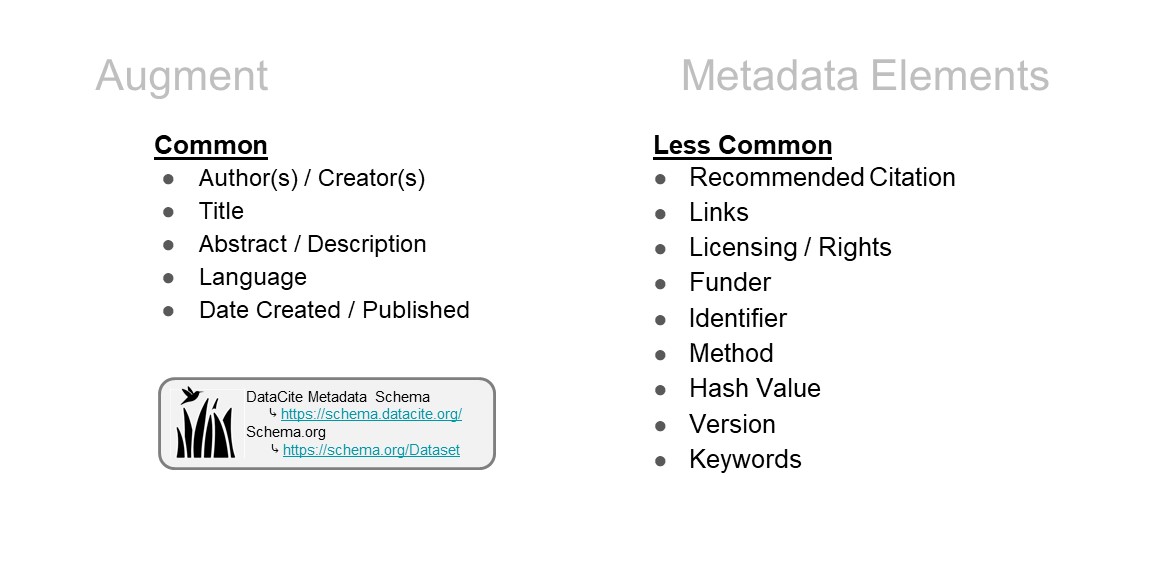 Augment
Metadata Elements
Common
● Author(s) / Creator(s)
● Title
● Abstract / Description
● Language
● Date Created / Published
DataCite Metadata Schema
↳ https://schema.datacite.org/
Schema.org
↳ https://schema.org/Dataset
Less Common
● Recommended Citation
● Links
● Licensing / Rights
● Funder
● Identifier
● Method
● Hash Value
● Version
● Keywords